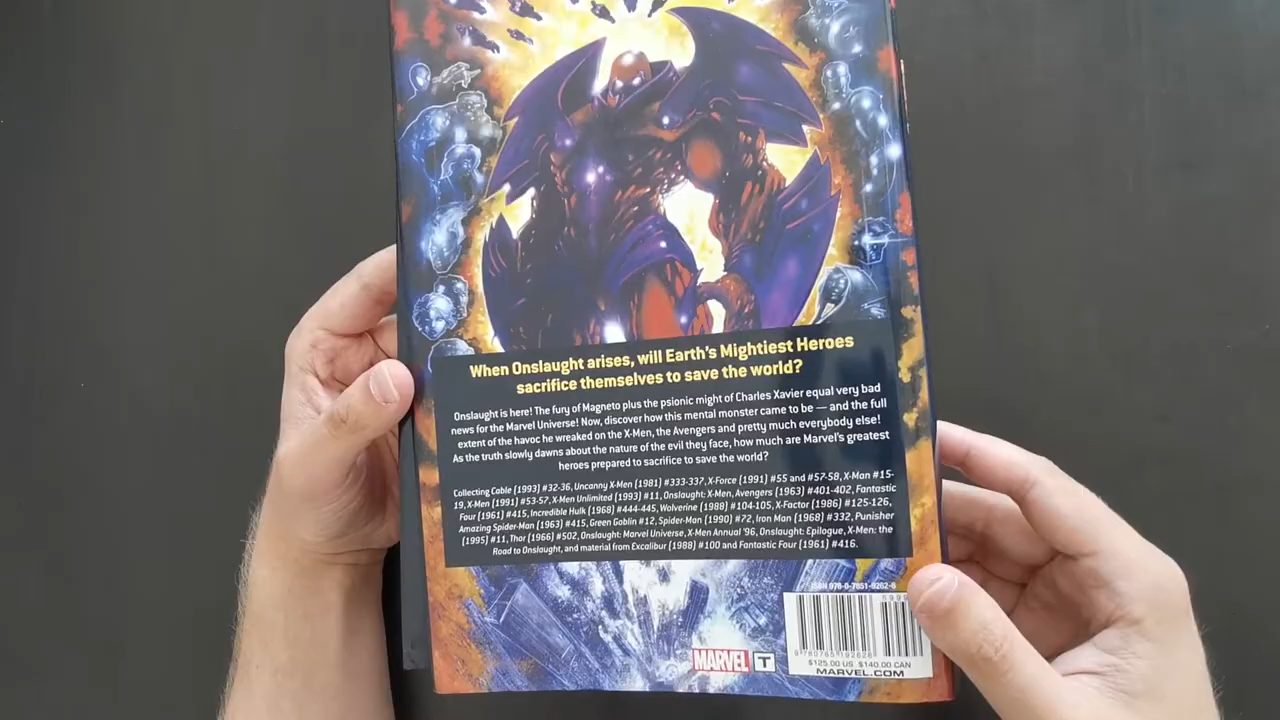 When Onslaught arises, will Earth's Mightiest Heroes
sacrifice themselves to save the world?
Onslaught is here! The fury of Magneto plus the psionic might of Charles Xavier equal very bad
news for the Marvel Universe! Now, discover how this mental monster came to be — and the full
extent of the havoc he wreaked on the X-Men, the Avengers and pretty much everybody else!
As the truth slowly dawns about the nature of the evil they face, how much are Marvel's greatest
heroes prepared to sacrifice to save the world?
Collecting Cable (1993) #32-36, Uncanny X-Men (1981) #333-337, X-Force (1991) #55 and #57-58, X-Man #15-
19, X-Men (1991) #53-57, X-Men Unlimited (1993) #11, Onslaught: X-Men, Avengers (1963) #401-402, Fantastic
Four (1961) #415, Incredible Hulk (1968) #444-445, Wolverine (1988) #104-105, X-Factor (1986) #125-126,
Amazing Spider-Man (1963) #415, Green Goblin #12, Spider-Man (1990) #72, Iron Man (1968) #332, Punisher
(1995) #11, Thor (1966) #502, Onslaught: Marvel Universe, X-Men Annual '96, Onslaught: Epilogue, X-Men: the
Road to Onslaught, and material from Excalibur (1988) #100 and Fantastic Four (1961) #416.
ISBN 978-0-7851-9262-6
MARVEL T
$125.00 US $140.00 CAN
MARVEL.COM